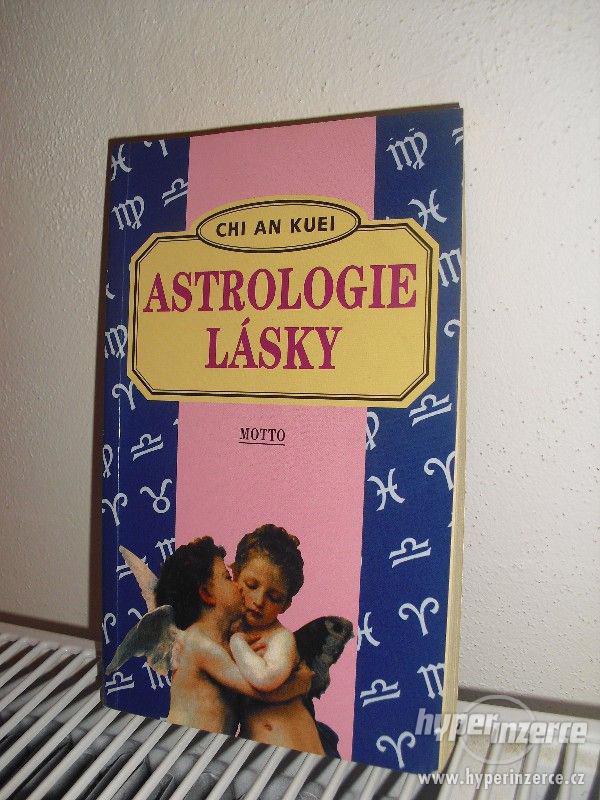 CHI AN KUEI
ASTROLOGIE
LÁSKY
MOTTO
hyperinzerce
www.hyperinzerce.cz